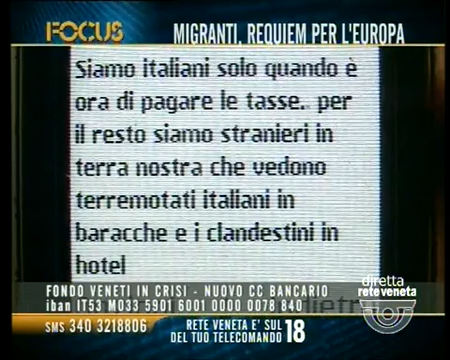 FOCUS
MIGRANTI, REQUIEM PER L'EUROPA
Siamo italiani solo quando è
ora di pagare le tasse.. per
il resto siamo stranieri in
terra nostra che vedono
terremotati italiani in
baracche e i clandestini in
hotel
diretta
reteveneta
FONDO VENETI IN CRISI - NUOVO CC BANCARIO
iban IT53 M033 5901 6001 0000 0078 840
SMS 340 3218806
RETE VENETA E' SUL
DEL TUO TELECOMANDO 18